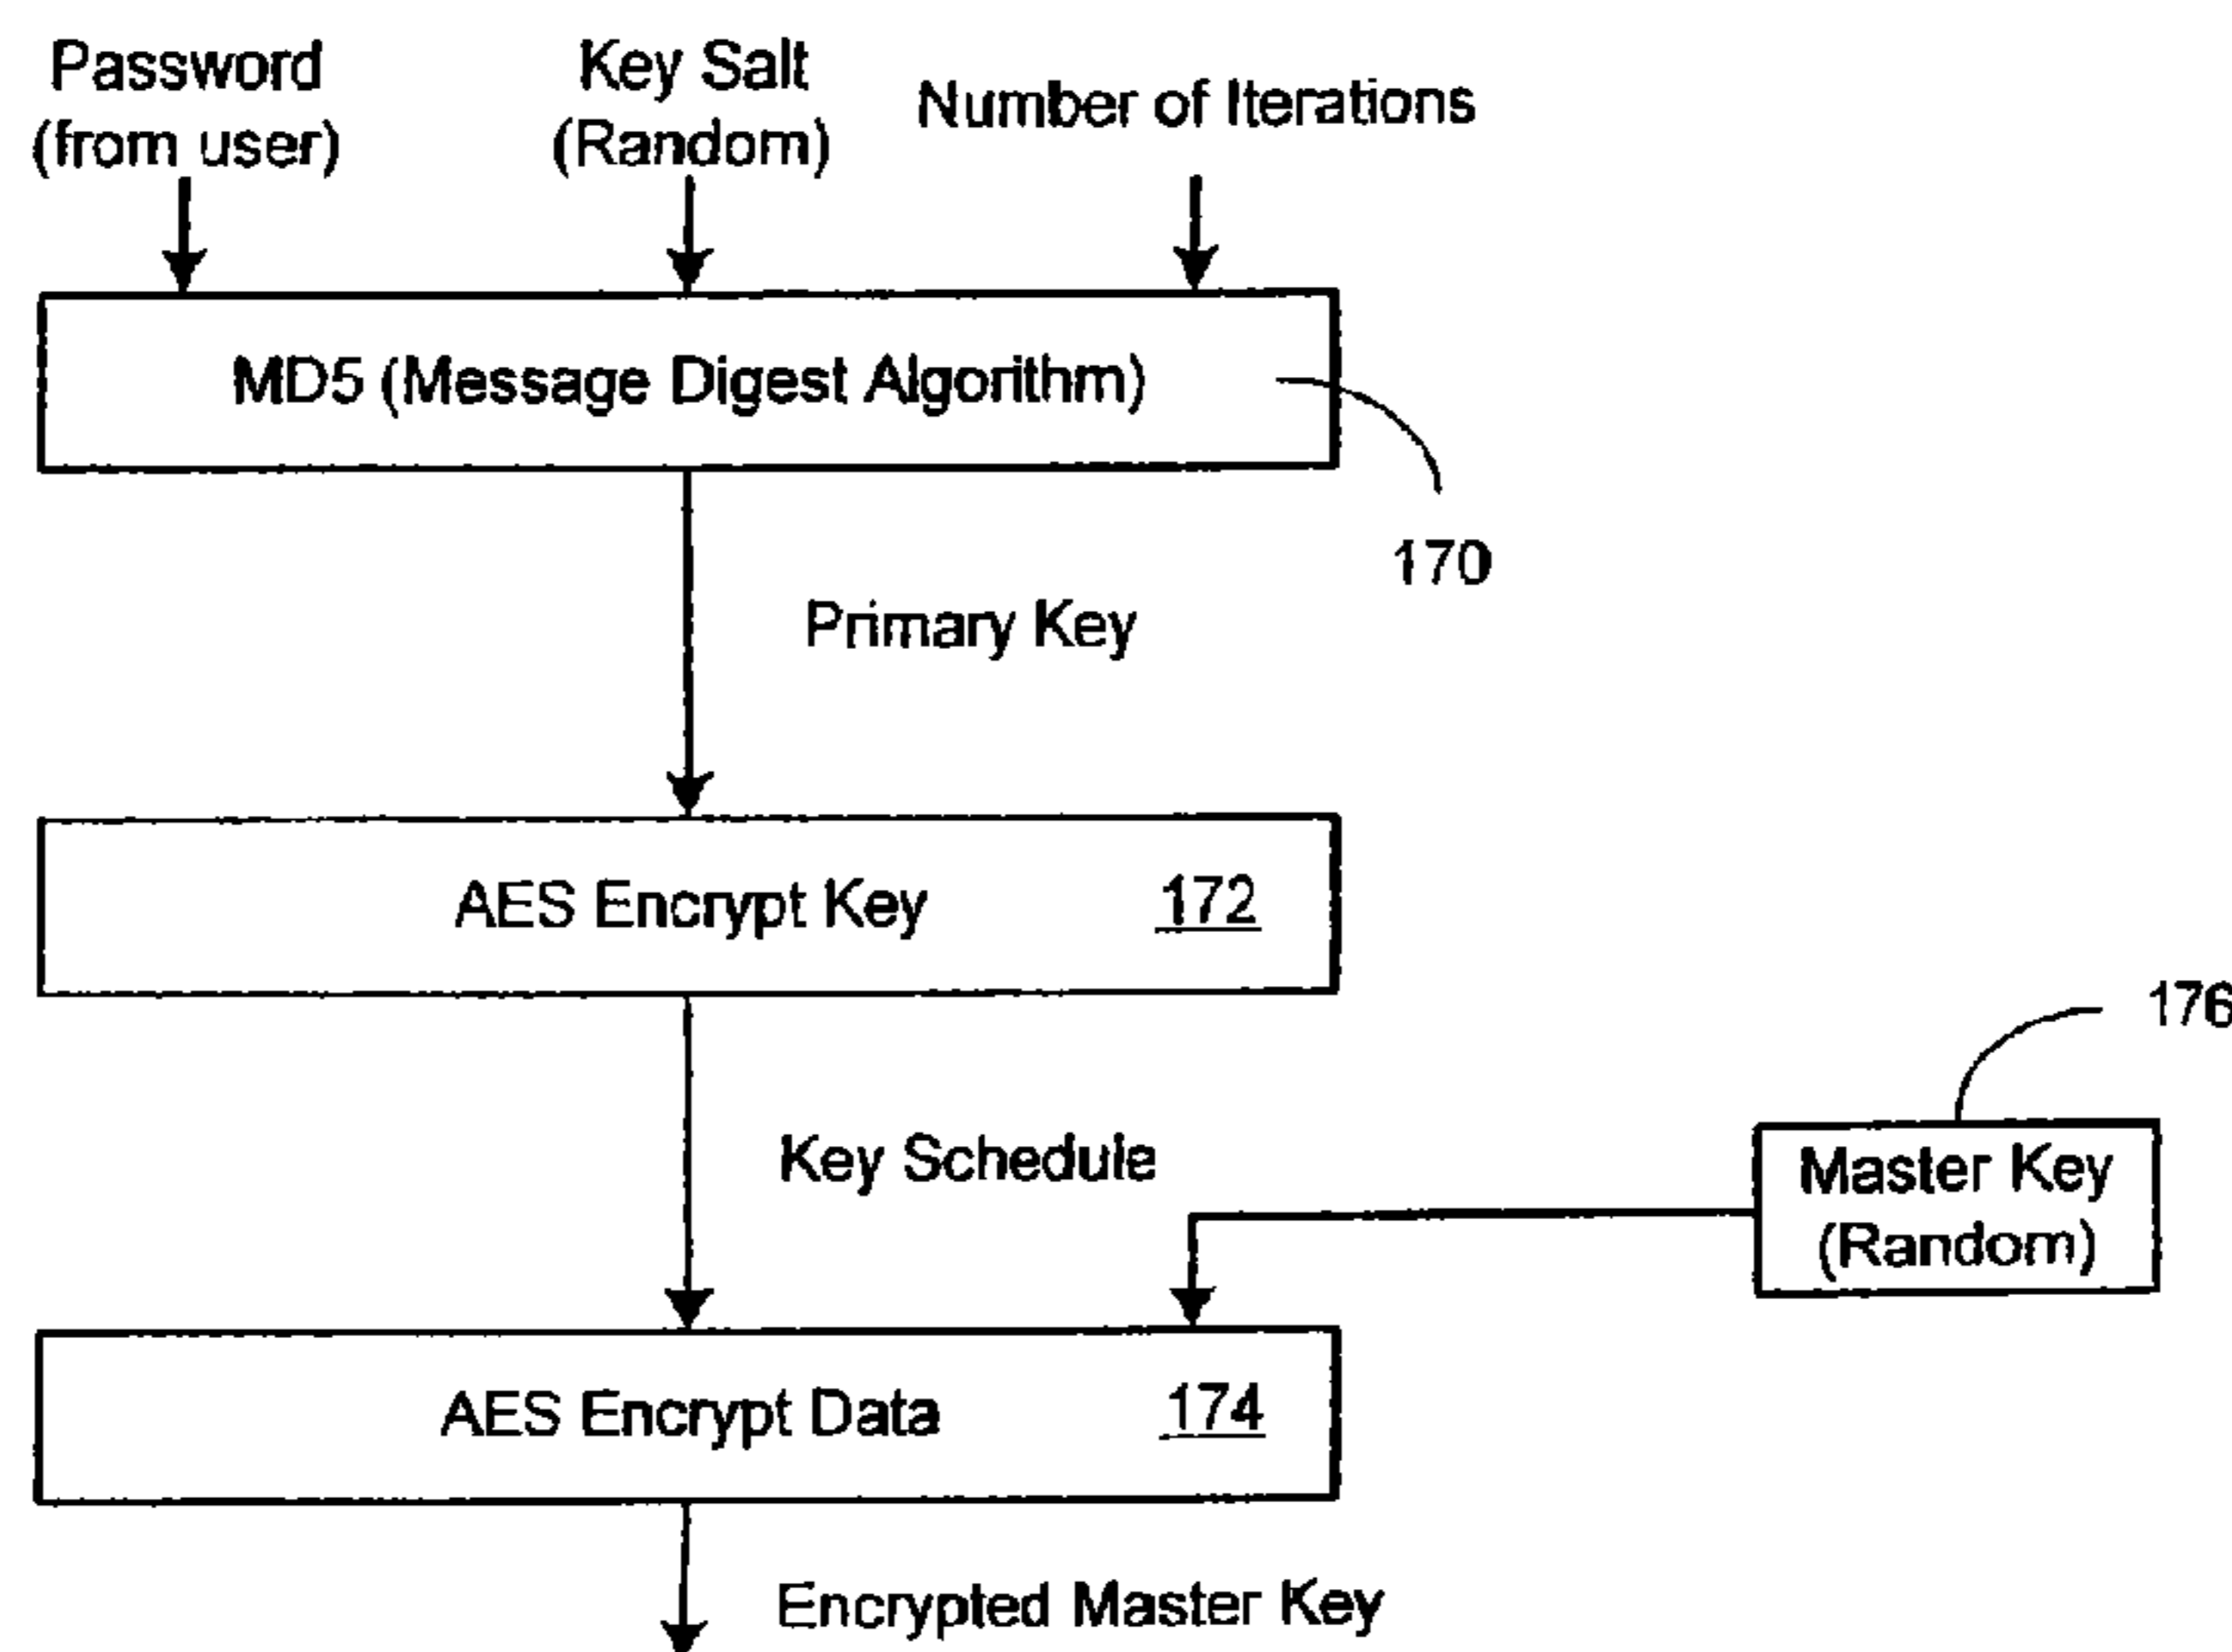 Password
(from user)
Key Salt
(Random)
Number of Iterations
MD5 (Message Digest Algorithm)
170
Primary Key
AES Encrypt Key 172
176
Key Schedule
Master Key
(Random)
AES Encrypt Data 174
Encrypted Master Key